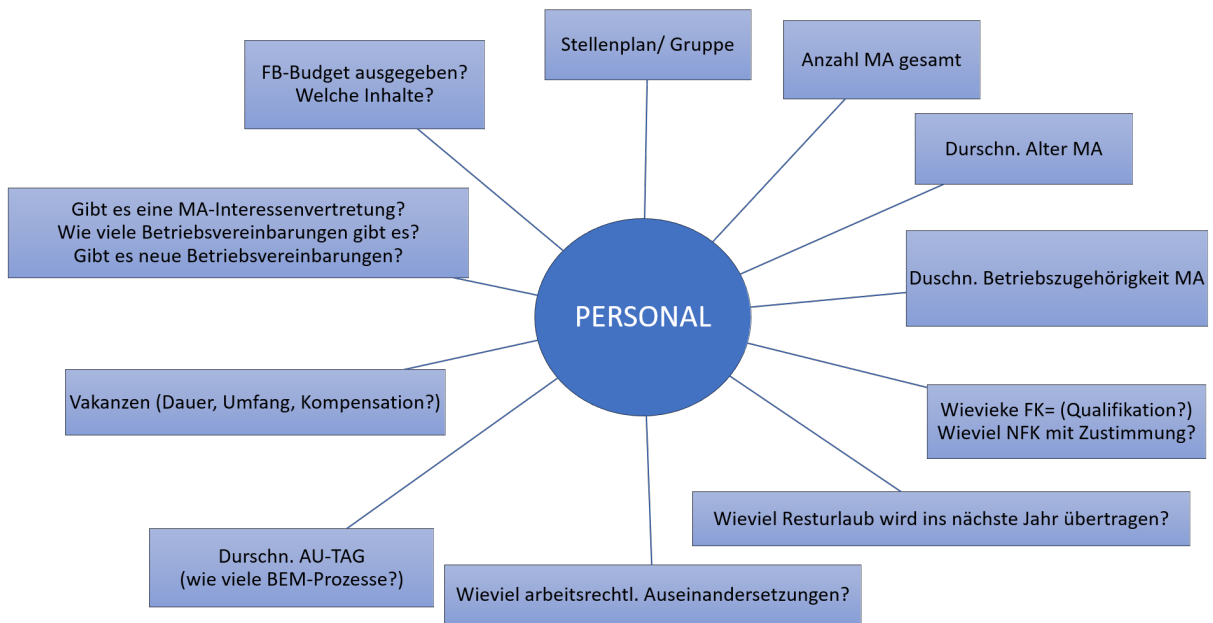 Stellenplan/ Gruppe
Anzahl MA gesamt
FB-Budget ausgegeben?
Welche Inhalte?
Durschn. Alter MA
Gibt es eine MA-Interessenvertretung?
Wie viele Betriebsvereinbarungen gibt es?
Gibt es neue Betriebsvereinbarungen?
Duschn. Betriebszugehörigkeit MA
PERSONAL
Vakanzen (Dauer, Umfang, Kompensation?)
Wievieke FK= (Qualifikation?)
Wieviel NFK mit Zustimmung?
Wieviel Resturlaub wird ins nächste Jahr übertragen?
Durschn. AU-TAG
(wie viele BEM-Prozesse?)
Wieviel arbeitsrechtl. Auseinandersetzungen?